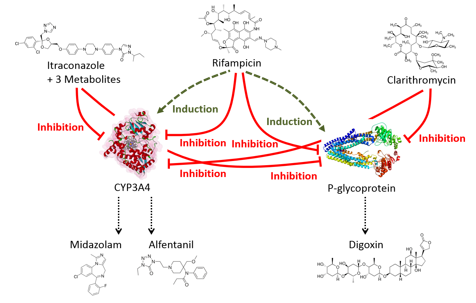 Itraconazole
+ 3 Metabolites
Rifampicin
Clarithromycin
Induction
Induction
Inhibition
Inhibition
Inhibition
Inhibition
Inhibition
Inhibition
CYP3A4
P-glycoprotein
Midazolam
Alfentanil
Digoxin